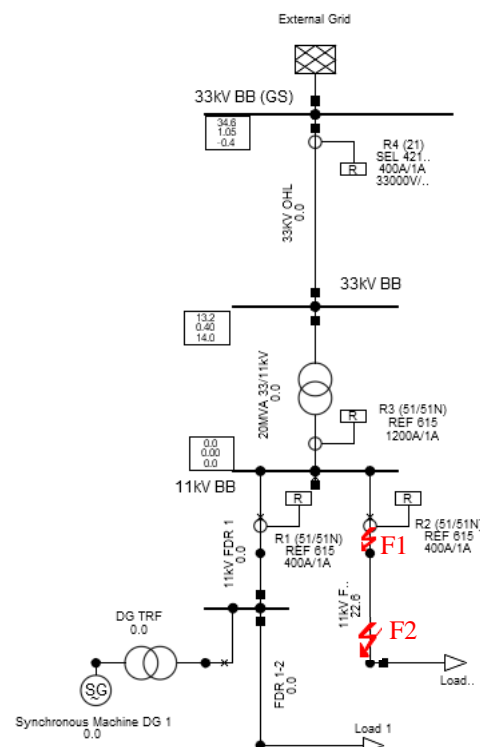 External Grid
33kV BB (GS)
34.6
1.05
-0.4
R4 (21)
SEL 421..
400A/1A
33000V/..
R
33KV OHL
0.0
33kV BB
13.2
0.40
14.0
20MVA 33/11kV
0.0
R
R3 (51/51N)
REF 615
1200A/1A
0.0
0.00
0.0
11kV BB
R
R
R1 (51/51N)
REF 615
400A/1A
R2 (51/51N)
REF 615
400A/1A
F1
11kV FDR 1
0.0
11kV F..
22.6
F2
DG TRF
0.0
SG
Synchronous Machine DG 1
0.0
FDR 1-2
0.0
Load..
Load 1